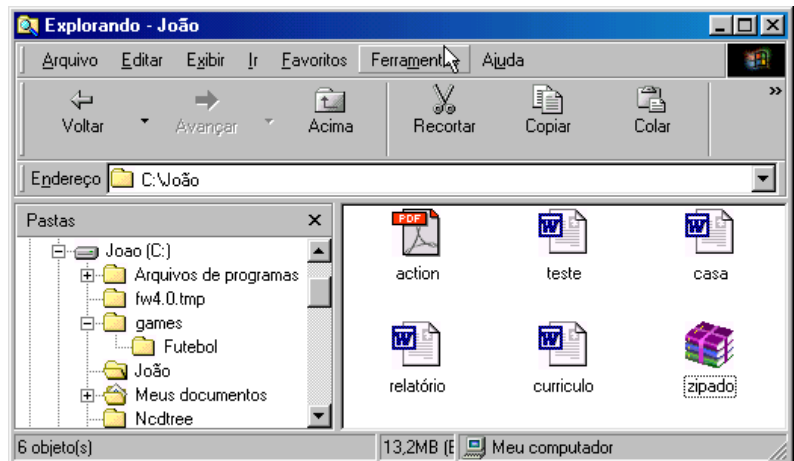 Explorando - João
Arquivo Editar Exibir Ir Favoritos Ferrament Ajuda
Voltar Avançar Acima Recortar Copiar Colar »
Endereço C:\João
Pastas ×
Joao (C:)
Arquivos de programas
fw4.0.tmp
games
Futebol
João
Meus documentos
Ncdtree
PDF
action
W
teste
W
casa
W
relatório
W
curriculo
zipado
6 objeto(s) 13,2MB (E Meu computador